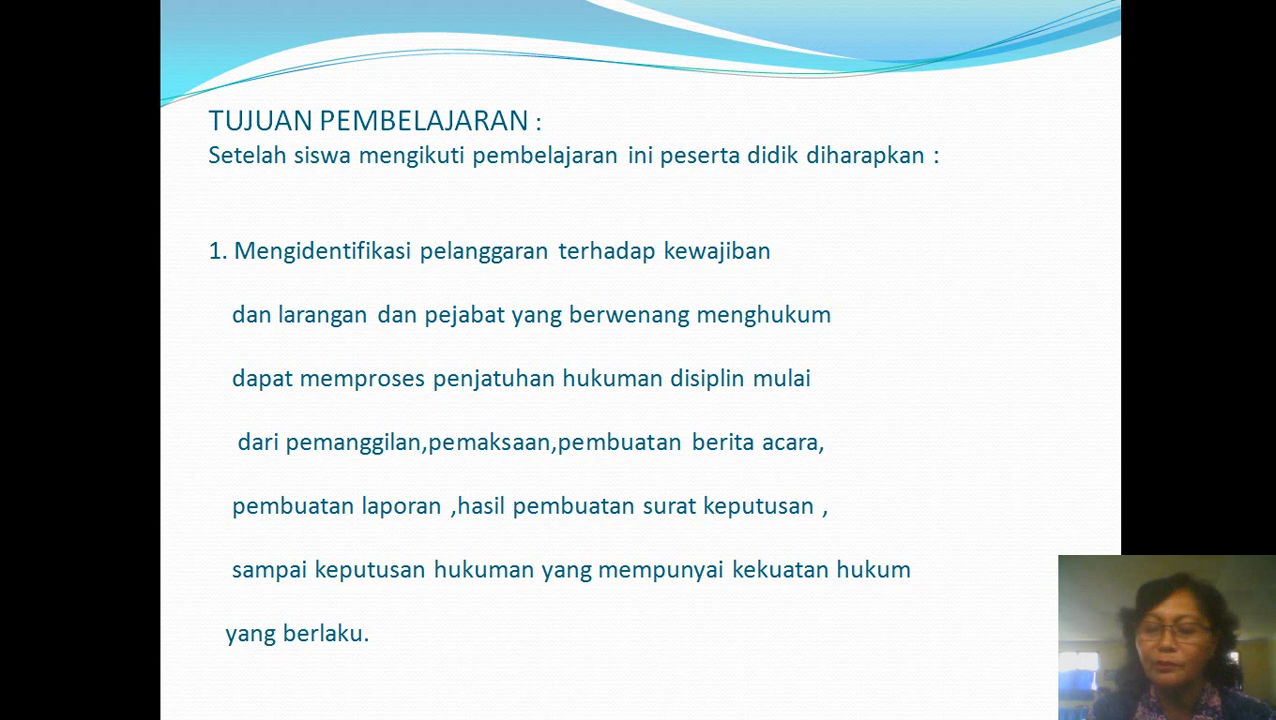 TUJUAN PEMBELAJARAN :
Setelah siswa mengikuti pembelajaran ini peserta didik diharapkan :
1. Mengidentifikasi pelanggaran terhadap kewajiban
dan larangan dan pejabat yang berwenang menghukum
dapat memproses penjatuhan hukuman disiplin mulai
dari pemanggilan,pemaksaan,pembuatan berita acara,
pembuatan laporan ,hasil pembuatan surat keputusan ,
sampai keputusan hukuman yang mempunyai kekuatan hukum
yang berlaku.